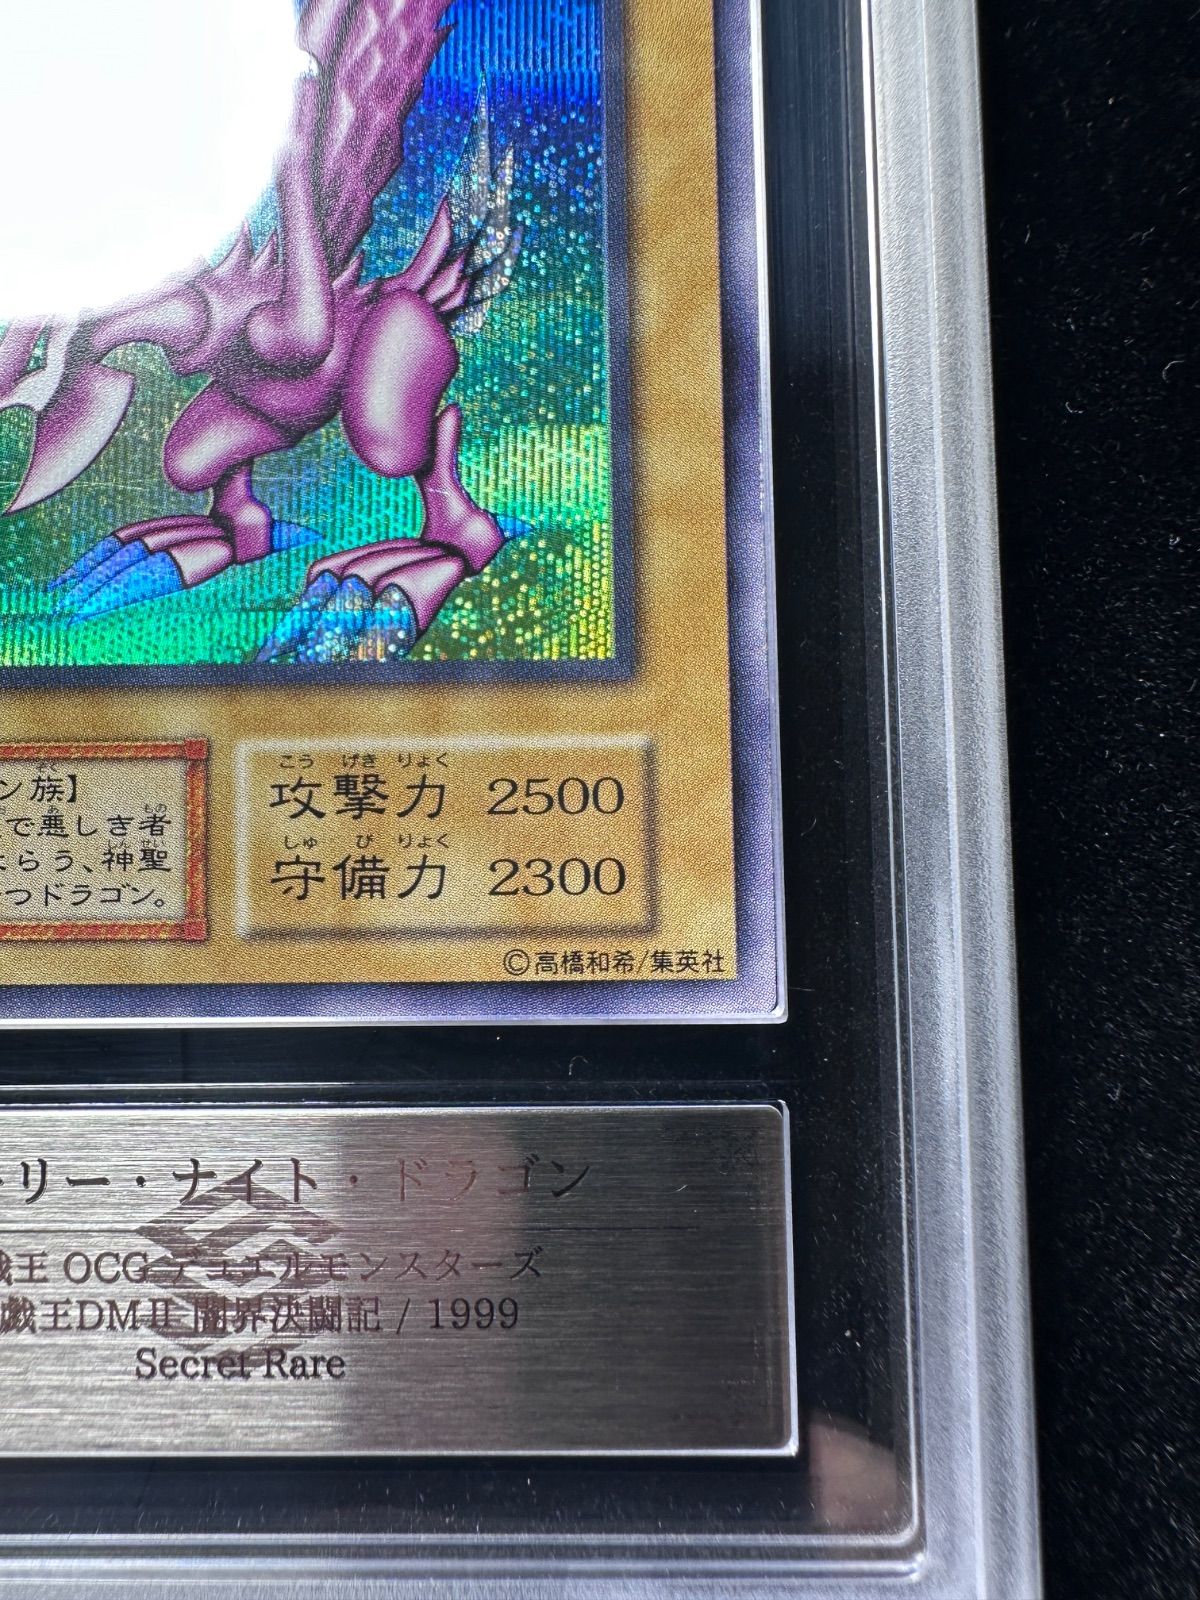 ン族】
で悪しき者
らう、神聖
つドラゴン。
こうげきりょく
攻撃力 2500
しゅびりょく
守備力 2300
©高橋和希/集英社
リー・ナイト・ドラゴン
戯王 OCG デュエルモンスターズ
戯王DMII 闇界決闘記 / 1999
Secret Rare